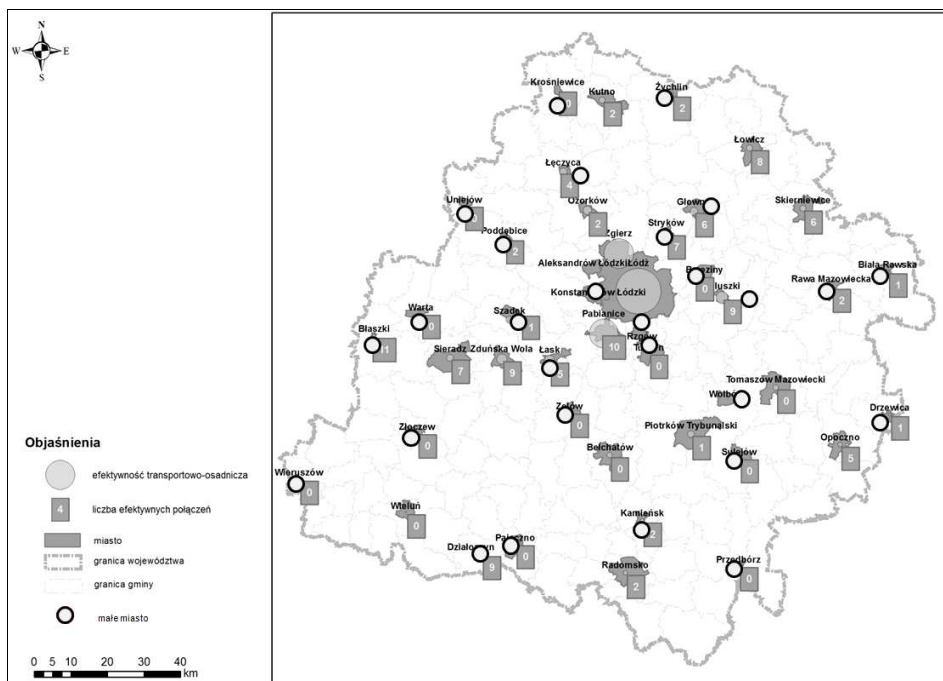 N
W E
S
Krośniewice
0
Kutno
2
Żychlin
2
Łowicz
8
Łęczyca
4
Ozorków
2
Głowno
6
Skierniewice
6
Uniejów
0
Poddębice
2
Stryków
7
Zgierz
Aleksandrów Łódzki Łódź
0
9
Biała Rawska
1
Rawa Mazowiecka
2
Konstantynów Łódzki
Pabianice
10
Rzgów
0
Warta
0
Szadek
1
Błaszki
11
Sieradz
7
Zduńska Wola
9
Łask
5
Tomaszów Mazowiecki
0
Drzewica
1
Zelów
0
Piotrków Trybunalski
1
Opoczno
5
Złoczew
0
Bełchatów
0
Sulejów
0
Wieruszów
0
Wieluń
0
Kamieńsk
2
Pajęczno
0
Działoszyn
9
Radomsko
2
Przedbórz
0
Objaśnienia
efektywność transportowo-osadnicza
4 liczba efektywnych połączeń
miasto
granica województwa
granica gminy
małe miasto
0 5 10 20 30 40
km